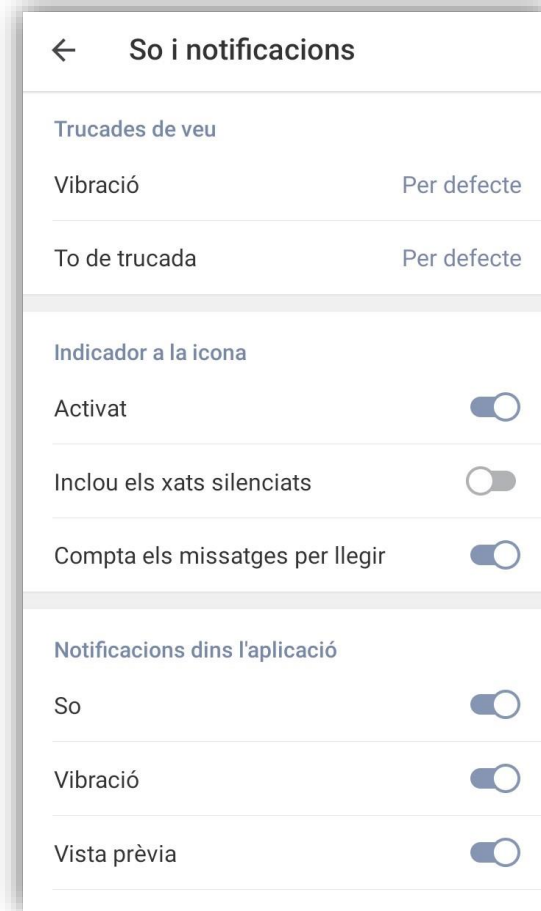 So i notificacions
Trucades de veu
Vibració Per defecte
To de trucada Per defecte
Indicador a la icona
Activat
Inclou els xats silenciats
Compta els missatges per llegir
Notificacions dins l'aplicació
So
Vibració
Vista prèvia